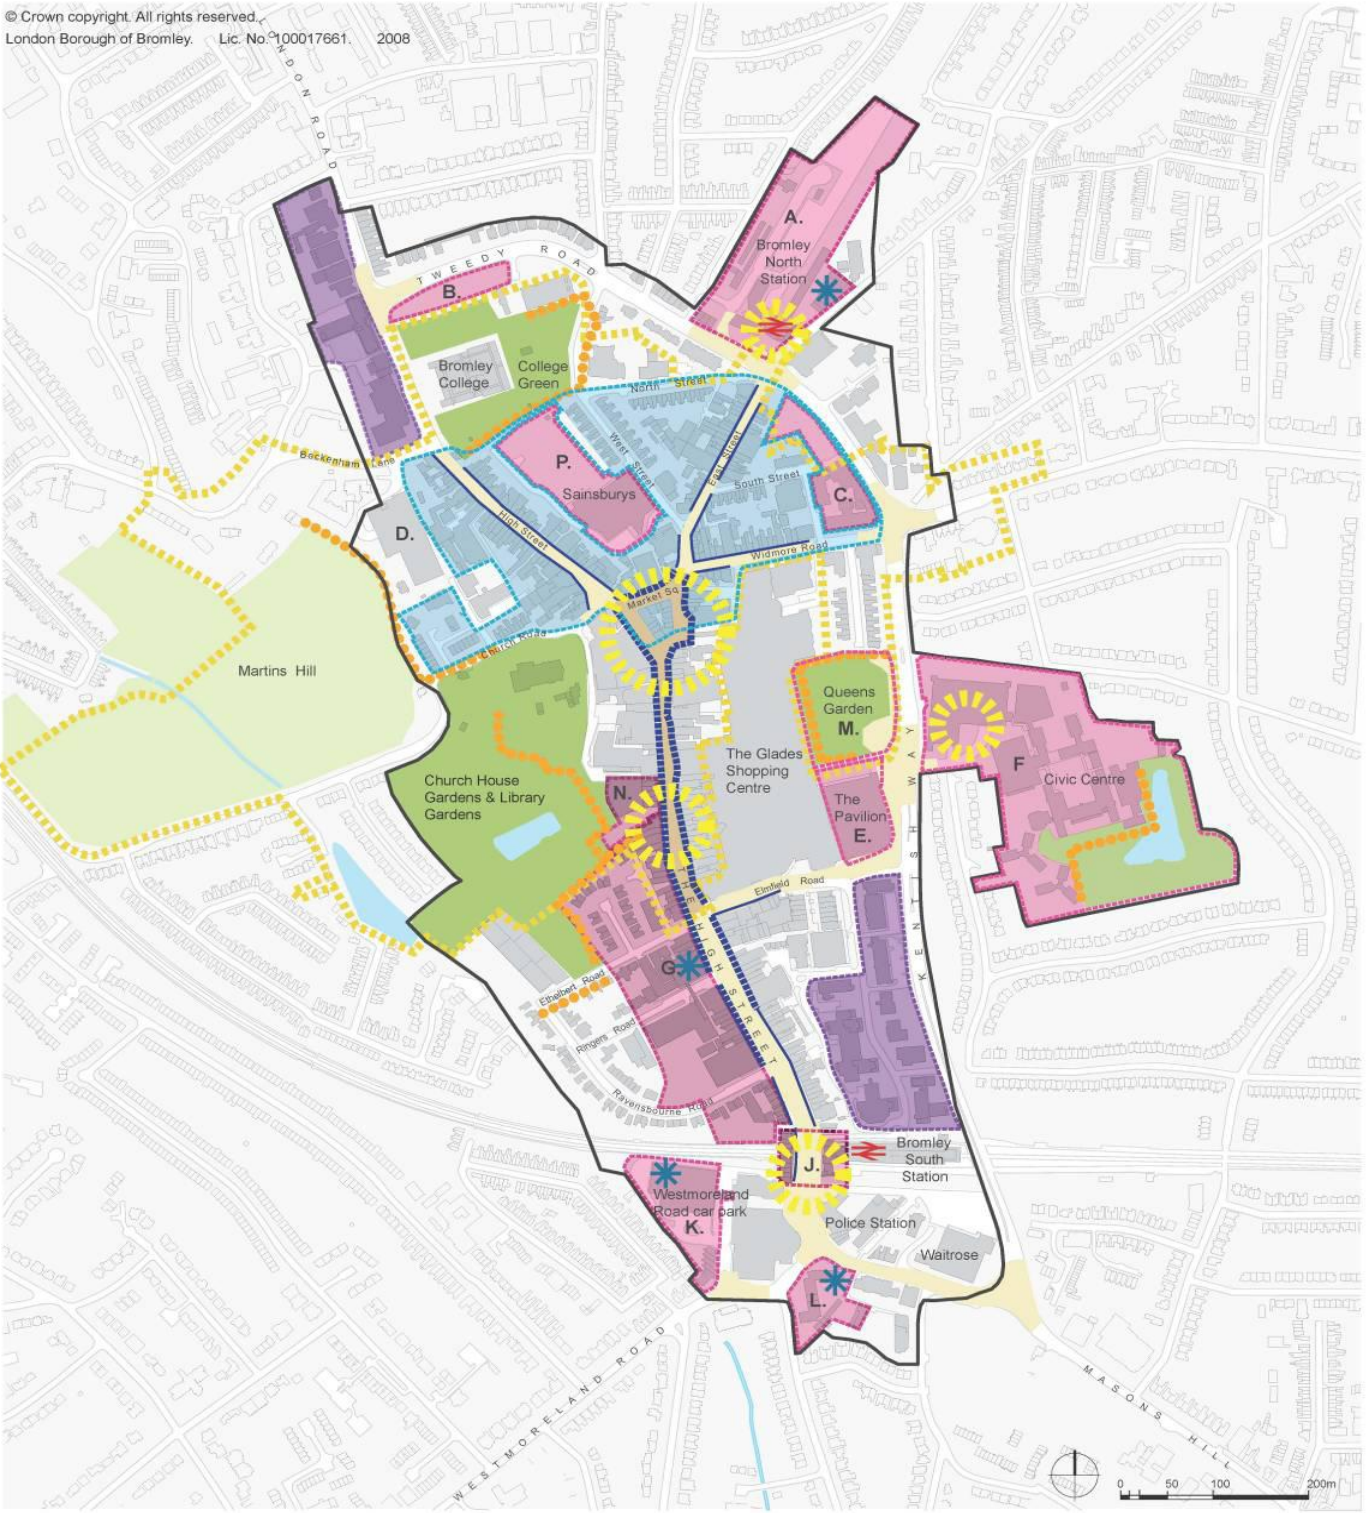 © Crown copyright. All rights reserved.
London Borough of Bromley. Lic. No. 100017661. 2008
LONDON ROAD
A.
Bromley
North
Station
TWEEDY ROAD
B.
Bromley
College
College
Green
North Street
Beckenham Lane
West Street
East Street
P.
Sainsburys
South Street
C.
D.
High Street
Widmore Road
Market Sq
Church Road
Martins Hill
Queens
Garden
M.
KENTISH WAY
F
Civic Centre
The Glades
Shopping
Centre
Church House
Gardens & Library
Gardens
N.
The
Pavilion
E.
Elmfield Road
THE HIGH STREET
G
Ethelbert Road
Ringers Road
Ravensbourne Road
J.
Bromley
South
Station
Westmoreland
Road car park
K.
Police Station
Waitrose
L.
WESTMORELAND ROAD
MASONS HILL
0 50 100 200m